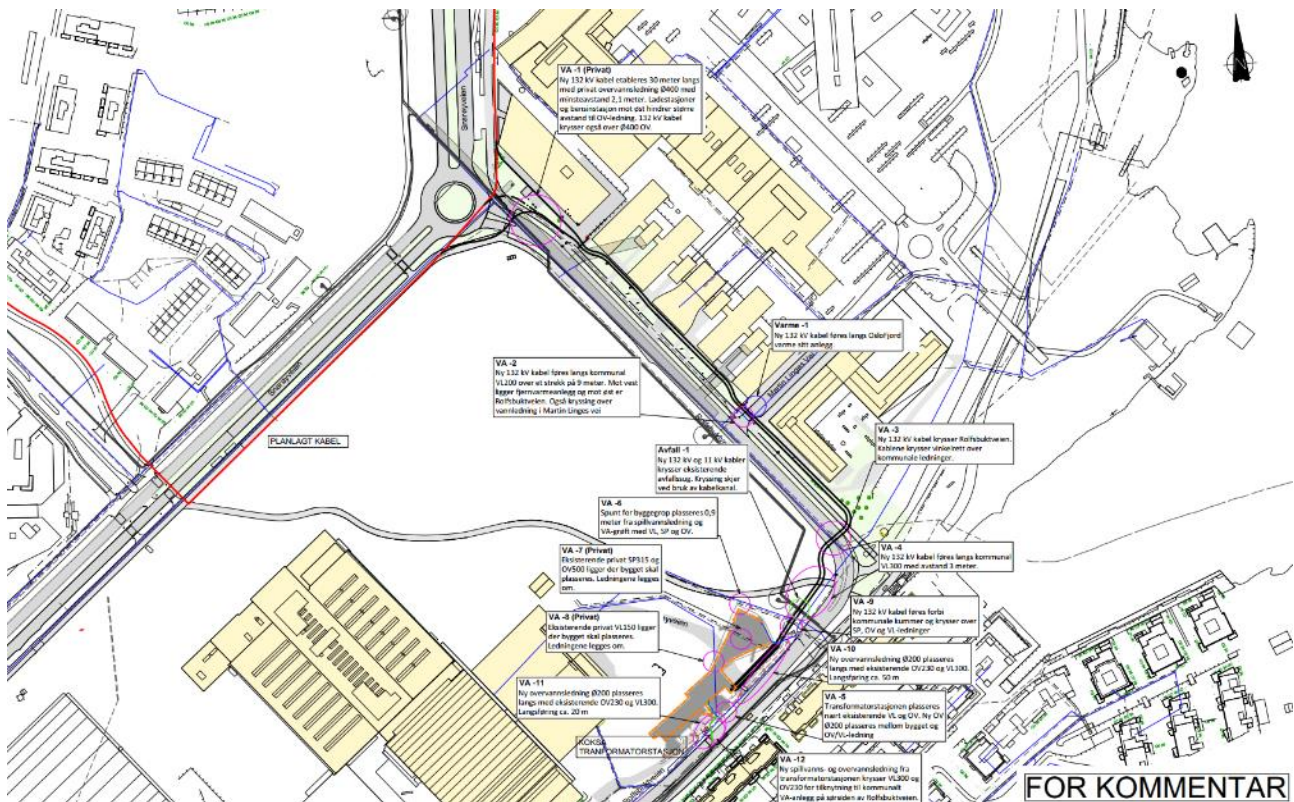 VA -1 (Privat)
Ny 132 kV kabel etableres 30 meter langs
med privat overvannsledning Ø400 med
minsteavstand 2,1 meter. Ladestasjoner
og bensinstasjon mot øst hindrer større
avstand til OV-ledning. 132 kV kabel
krysser også over Ø400 OV.
Snarøyveien
N
Varme -1
Ny 132 kV kabel føres langs Oslofjord
varme sitt anlegg
Martin Linges Vei
VA -2
Ny 132 kV kabel føres langs kommunal
VL200 over et strekk på 9 meter. Mot vest
ligger fjernvarmeanlegg og mot øst er
Rolfsbuktveien. Også kryssing over
vannledning i Martin Linges vei
Snarøyveien
PLANLAGT KABEL
VA -3
Ny 132 kV kabel krysser Rolfsbuktveien.
Kablene krysser vinkelrett over
kommunale ledninger.
Avfall -1
Ny 132 kV og 11 kV kabler
krysser eksisterende
avfallssug. Kryssing skjer
ved bruk av kabelkanal.
VA -6
Spunt for byggegrop plasseres 0,9
meter fra spillvannsledning og
VA-grøft med VL, SP og OV.
VA -7 (Privat)
Eksisterende privat SP315 og
OV500 ligger der bygget skal
plasseres. Ledningene legges
om.
VA -4
Ny 132 kV kabel føres langs kommunal
VL300 med avstand 3 meter.
VA -9
Ny 132 kV kabel føres forbi
kommunale kummer og krysser over
SP, OV og VL-ledninger
VA -8 (Privat)
Eksisterende privat VL150 ligger
der bygget skal plasseres.
Ledningene legges om.
VA -10
Ny overvannsledning Ø200 plasseres
langs med eksisterende OV230 og VL300.
Langsføring ca. 50 m
VA -11
Ny overvannsledning Ø200 plasseres
langs med eksisterende OV230 og VL300.
Langsføring ca. 20 m
VA -5
Transformatorstasjonen plasseres
nært eksisterende VL og OV. Ny OV
Ø200 plasseres mellom bygget og
OV/VL-ledning
KOKSA
TRANFORMATORSTASJON
VA -12
Ny spillvanns- og overvannsledning fra
transformatorstasjonen krysser VL300 og
OV230 for tilknytning til kommunalt
VA-anlegg på sørsiden av Rolfsbuktveien.
FOR KOMMENTAR